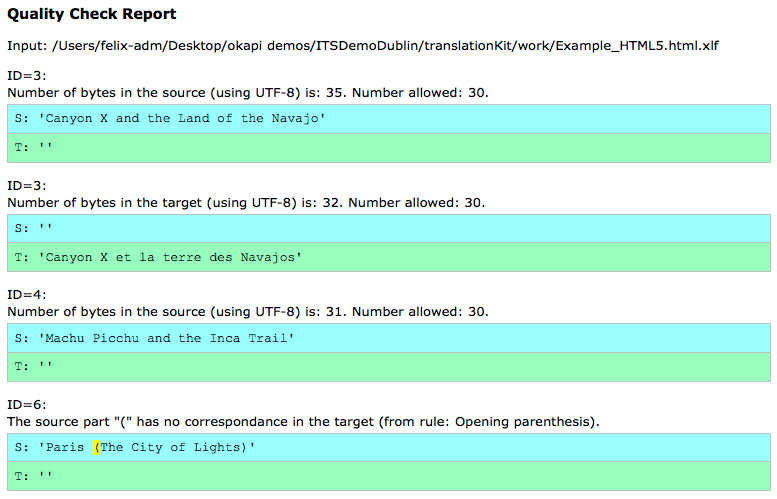 Quality Check Report
Input: /Users/felix-adm/Desktop/okapi demos/ITSDemoDublin/translationKit/work/Example_HTML5.html.xlf
ID=3:
Number of bytes in the source (using UTF-8) is: 35. Number allowed: 30.
S: 'Canyon X and the Land of the Navajo'
T: ''
ID=3:
Number of bytes in the target (using UTF-8) is: 32. Number allowed: 30.
S: ''
T: 'Canyon X et la terre des Navajos'
ID=4:
Number of bytes in the source (using UTF-8) is: 31. Number allowed: 30.
S: 'Machu Picchu and the Inca Trail'
T: ''
ID=6:
The source part "(" has no correspondance in the target (from rule: Opening parenthesis).
S: 'Paris (The City of Lights)'
T: ''